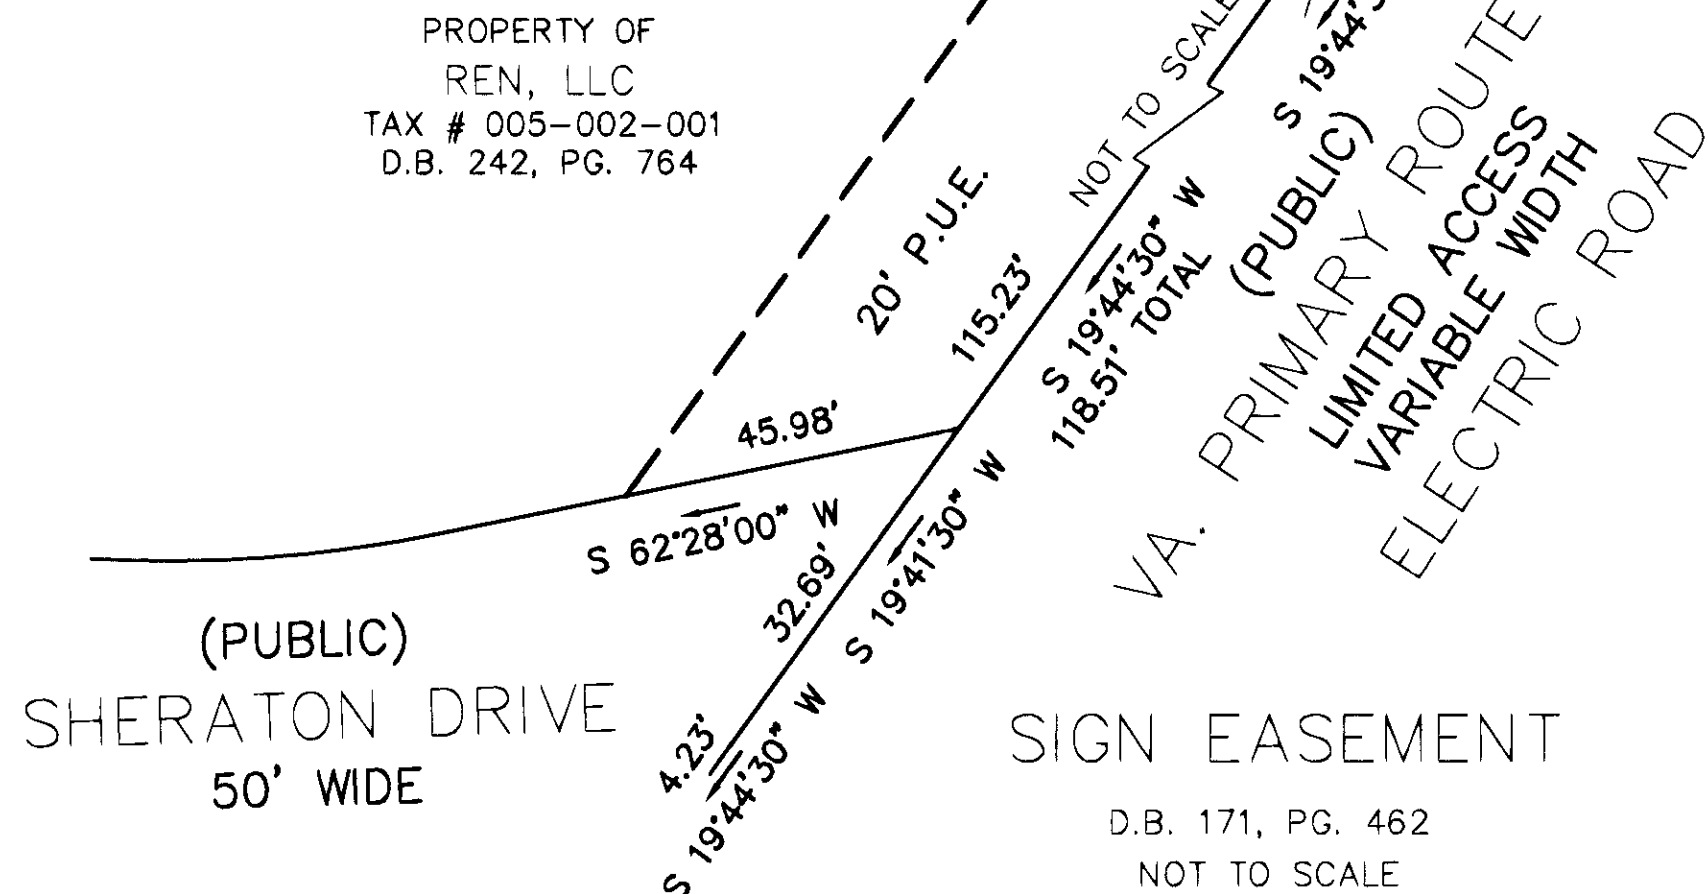 PROPERTY OF
REN, LLC
TAX # 005-002-001
D.B. 242, PG. 764
NOT TO SCALE
S 19°44'3
20' P.U.E.
115.23'
S 19°44'30" W
118.51' TOTAL
(PUBLIC)
VA. PRIMARY ROUTE
LIMITED ACCESS
VARIABLE WIDTH
ELECTRIC ROAD
45.98'
S 62°28'00" W
32.69'
S 19°41'30" W
4.23'
S 19°44'30" W
(PUBLIC)
SHERATON DRIVE
50' WIDE
SIGN EASEMENT
D.B. 171, PG. 462
NOT TO SCALE